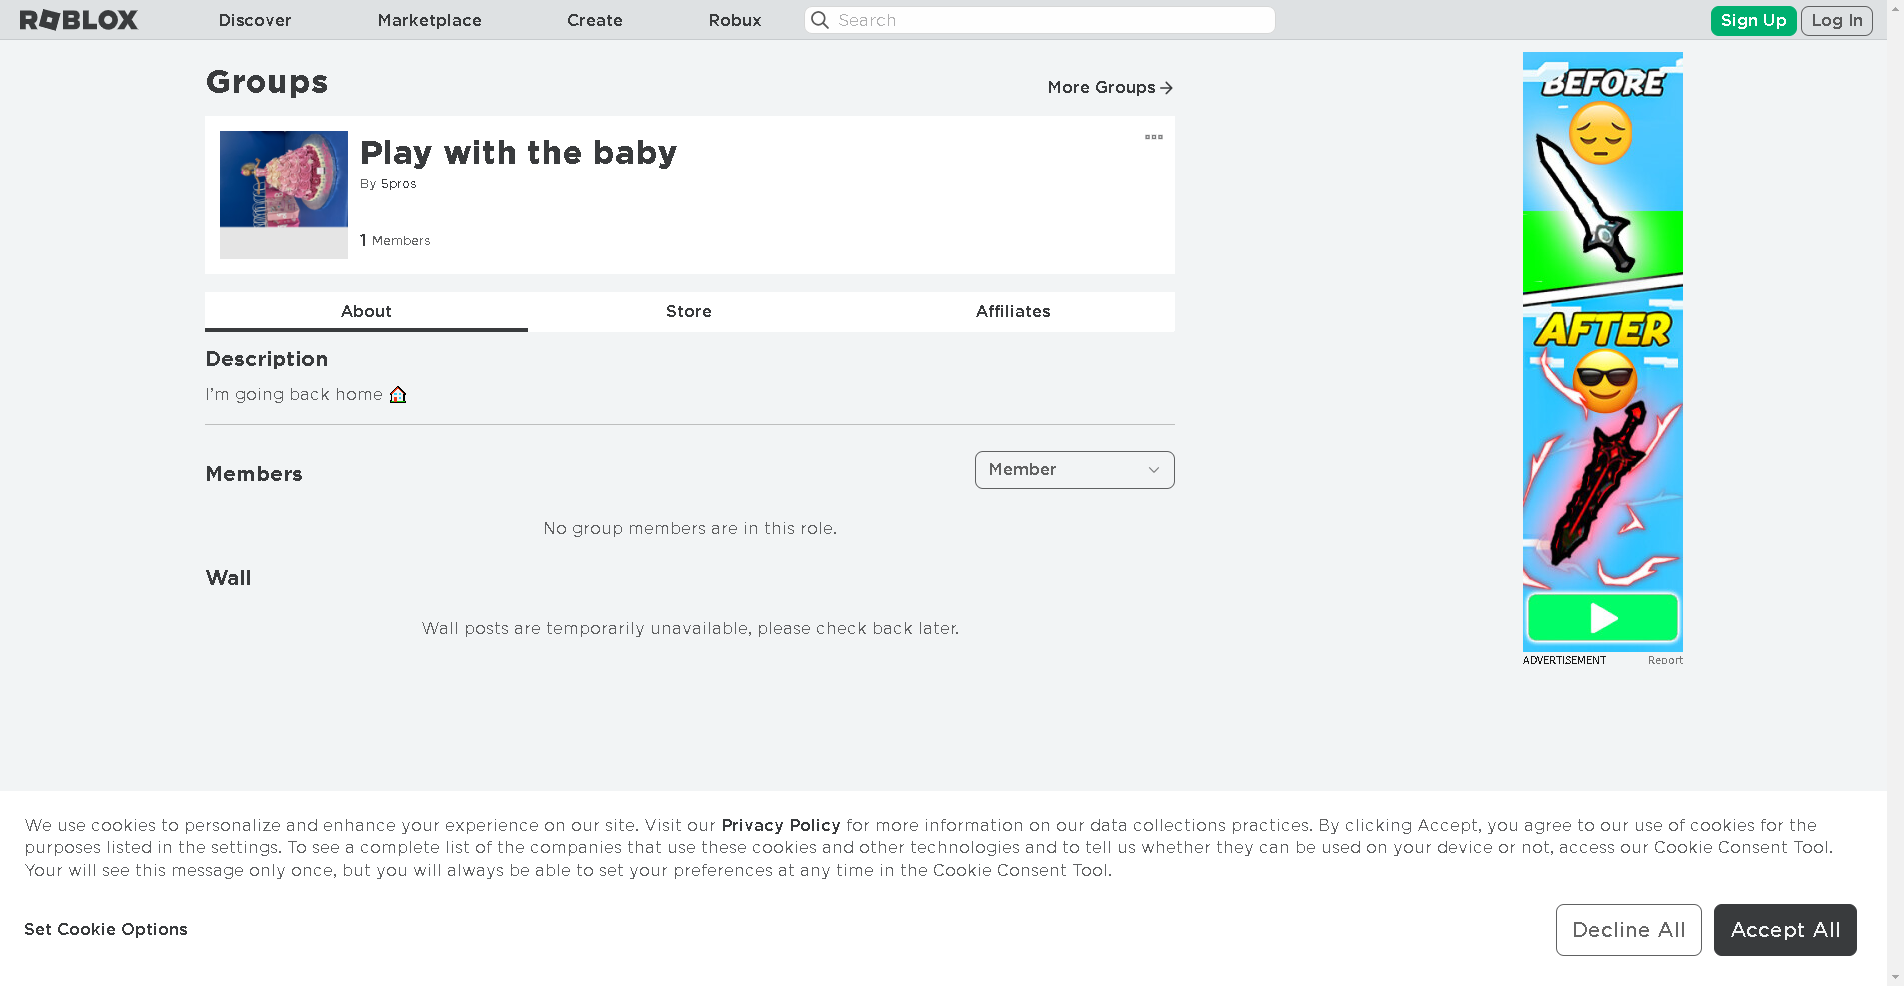 ROBLOX
Discover
Marketplace
Create
Robux
Search
Sign Up
Log In
Groups
More Groups
Play with the baby
By 5pros
1 Members
About
Store
Affiliates
Description
I'm going back home 🏠
Members
Member
No group members are in this role.
Wall
Wall posts are temporarily unavailable, please check back later.
BEFORE
AFTER
ADVERTISEMENT
Report
We use cookies to personalize and enhance your experience on our site. Visit our Privacy Policy for more information on our data collections practices. By clicking Accept, you agree to our use of cookies for the
purposes listed in the settings. To see a complete list of the companies that use these cookies and other technologies and to tell us whether they can be used on your device or not, access our Cookie Consent Tool.
Your will see this message only once, but you will always be able to set your preferences at any time in the Cookie Consent Tool.
Set Cookie Options
Decline All
Accept All